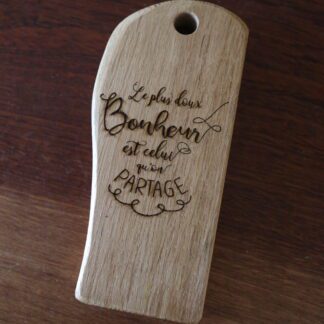 Le plus doux
Bonheur
est celui
qu'on
PARTAGE